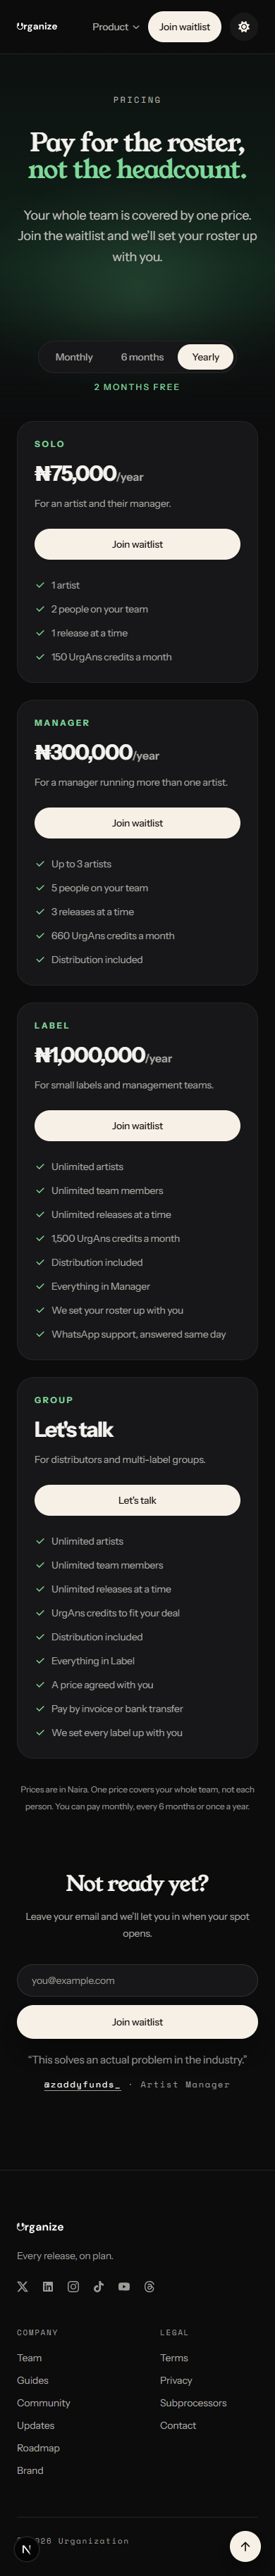 Urganize
Product
Join waitlist
PRICING
Pay for the roster,
not the headcount.
Your whole team is covered by one price.
Join the waitlist and we'll set your roster up
with you.
Monthly
6 months
Yearly
2 MONTHS FREE
SOLO
₦75,000/year
For an artist and their manager.
Join waitlist
1 artist
2 people on your team
1 release at a time
150 UrgAns credits a month
MANAGER
₦300,000/year
For a manager running more than one artist.
Join waitlist
Up to 3 artists
5 people on your team
3 releases at a time
660 UrgAns credits a month
Distribution included
LABEL
₦1,000,000/year
For small labels and management teams.
Join waitlist
Unlimited artists
Unlimited team members
Unlimited releases at a time
1,500 UrgAns credits a month
Distribution included
Everything in Manager
We set your roster up with you
WhatsApp support, answered same day
GROUP
Let's talk
For distributors and multi-label groups.
Let's talk
Unlimited artists
Unlimited team members
Unlimited releases at a time
UrgAns credits to fit your deal
Distribution included
Everything in Label
A price agreed with you
Pay by invoice or bank transfer
We set every label up with you
Prices are in Naira. One price covers your whole team, not each
person. You can pay monthly, every 6 months or once a year.
Not ready yet?
Leave your email and we'll let you in when your spot
opens.
you@example.com
Join waitlist
"This solves an actual problem in the industry."
@zaddyfunds_ · Artist Manager
Urganize
Every release, on plan.
COMPANY
Team
Guides
Community
Updates
Roadmap
Brand
LEGAL
Terms
Privacy
Subprocessors
Contact
N
026 Urganization